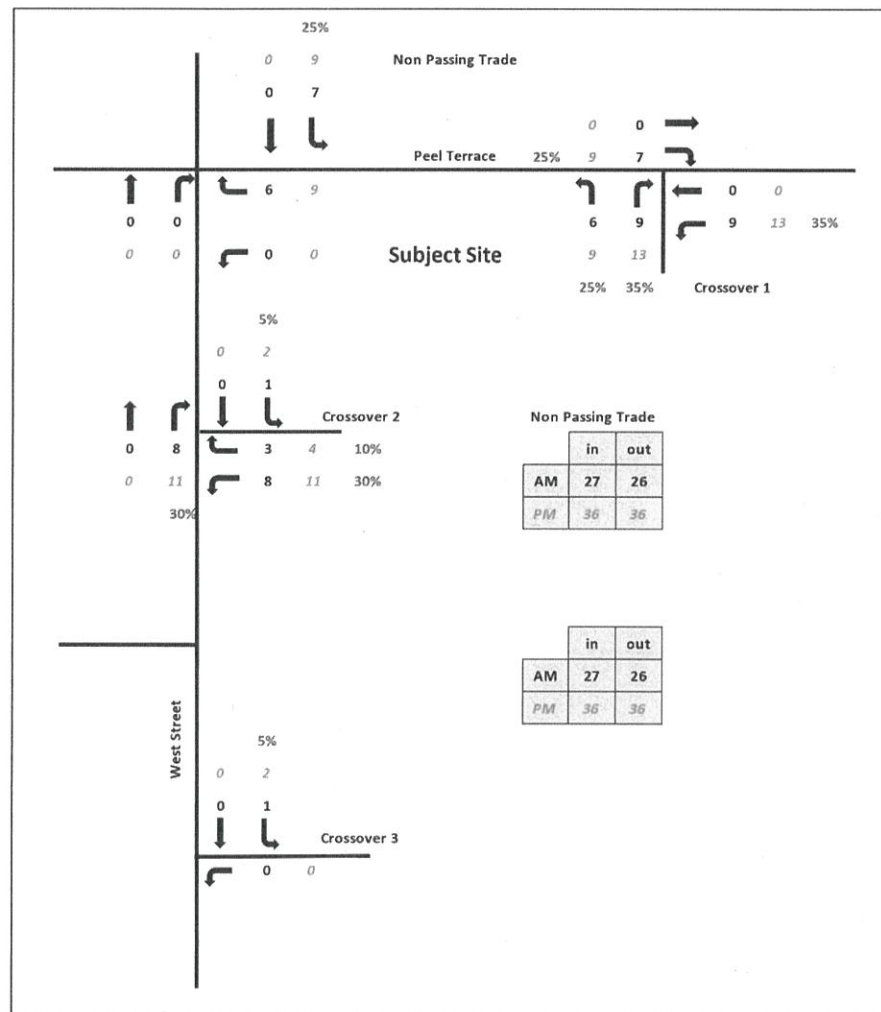 25%
0 9 Non Passing Trade
0 7
0 0
Peel Terrace 25% 9 7
6 9 0 0
0 0 6 9 9 13 35%
0 0 0 0 Subject Site 9 13
25% 35% Crossover 1
5%
0 2
0 1
Crossover 2 Non Passing Trade
0 8 3 4 10% in out
0 11 8 11 30% AM 27 26
30% PM 36 36
in out
AM 27 26
PM 36 36
West Street
5%
0 2
0 1
Crossover 3
0 0